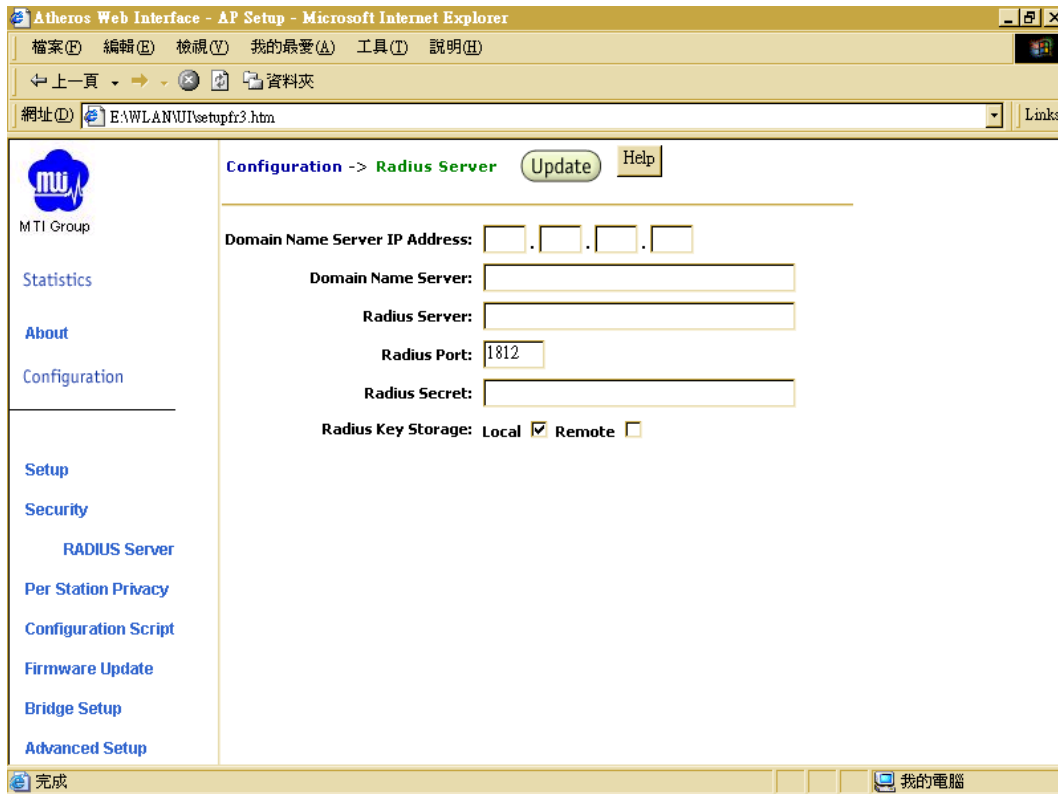 Atheros Web Interface - AP Setup - Microsoft Internet Explorer
檔案(F) 編輯(E) 檢視(V) 我的最愛(A) 工具(T) 說明(H)
上一頁 資料夾
網址(D) E:\WLAN\UI\setupfr3.htm Links
MTI
MTI Group
Statistics
About
Configuration
Setup
Security
RADIUS Server
Per Station Privacy
Configuration Script
Firmware Update
Bridge Setup
Advanced Setup
Configuration -> Radius Server Update Help
Domain Name Server IP Address: . . .
Domain Name Server:
Radius Server:
Radius Port: 1812
Radius Secret:
Radius Key Storage: Local Remote
完成 我的電腦